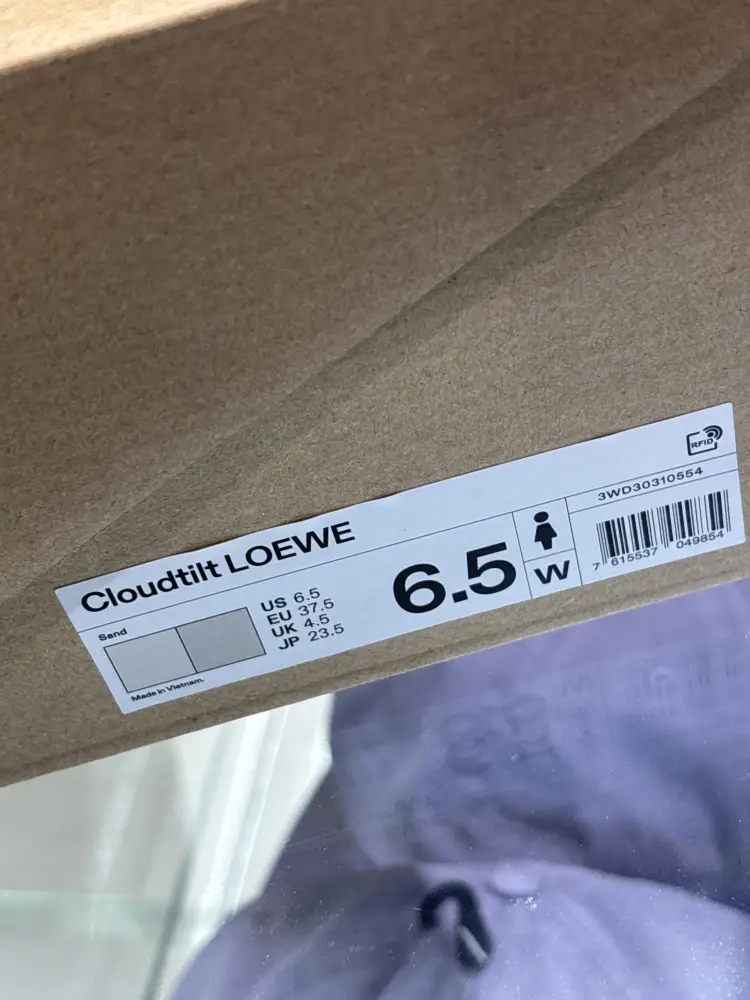 Cloudtilt LOEWE
Sand
Made in Vietnam.
US 6.5
EU 37.5
UK 4.5
JP 23.5
6.5
W
RFID
3WD30310554
7 615537 049854